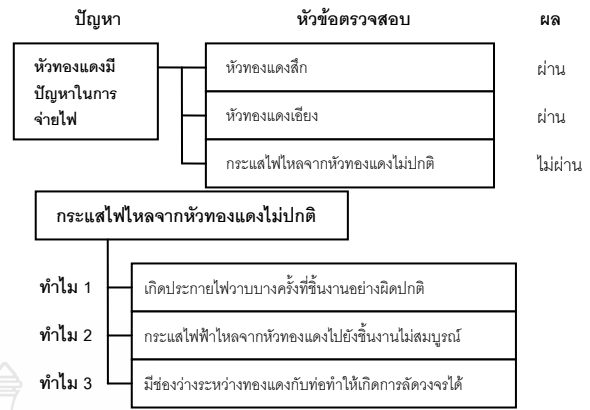 ปัญหา หัวข้อตรวจสอบ ผล
หัวทองแดงมี
ปัญหาในการ
จ่ายไฟ
หัวทองแดงสึก ผ่าน
หัวทองแดงเอียง ผ่าน
กระแสไฟไหลจากหัวทองแดงไม่ปกติ ไม่ผ่าน
กระแสไฟไหลจากหัวทองแดงไม่ปกติ
ทำไม 1 เกิดประกายไฟวาบบางครั้งที่ชิ้นงานอย่างผิดปกติ
ทำไม 2 กระแสไฟฟ้าไหลจากหัวทองแดงไปยังชิ้นงานไม่สมบูรณ์
ทำไม 3 มีช่องว่างระหว่างทองแดงกับท่อทำให้เกิดการลัดวงจรได้